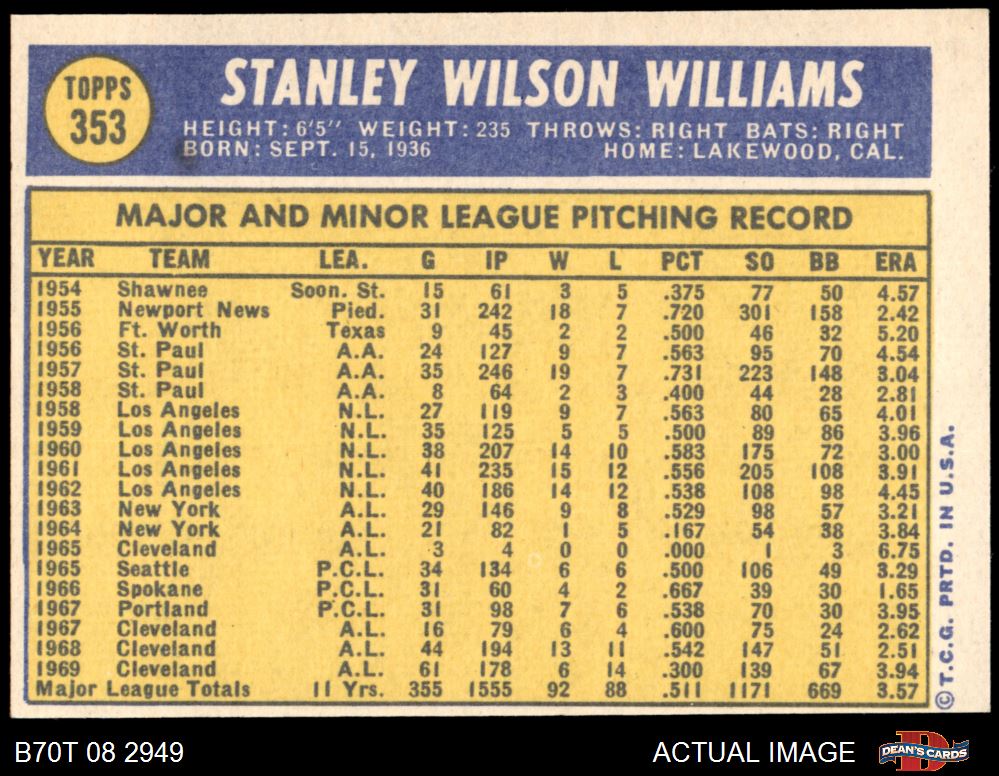 TOPPS
353
STANLEY WILSON WILLIAMS
HEIGHT: 6'5" WEIGHT: 235 THROWS: RIGHT BATS: RIGHT
BORN: SEPT. 15, 1936 HOME: LAKEWOOD, CAL.
MAJOR AND MINOR LEAGUE PITCHING RECORD
YEAR TEAM LEA. G IP W L PCT SO BB ERA
1954 Shawnee Soon. St. 15 61 3 5 .375 77 50 4.57
1955 Newport News Pied. 31 242 18 7 .720 301 158 2.42
1956 Ft. Worth Texas 9 45 2 2 .500 46 32 5.20
1956 St. Paul A.A. 24 127 9 7 .563 95 70 4.54
1957 St. Paul A.A. 35 246 19 7 .731 223 148 3.04
1958 St. Paul A.A. 8 64 2 3 .400 44 28 2.81
1958 Los Angeles N.L. 27 119 9 7 .563 80 65 4.01
1959 Los Angeles N.L. 35 125 5 5 .500 89 86 3.96
1960 Los Angeles N.L. 38 207 14 10 .583 175 72 3.00
1961 Los Angeles N.L. 41 235 15 12 .556 205 108 3.91
1962 Los Angeles N.L. 40 186 14 12 .538 108 98 4.45
1963 New York A.L. 29 146 9 8 .529 98 57 3.21
1964 New York A.L. 21 82 1 5 .167 54 38 3.84
1965 Cleveland A.L. 3 4 0 0 .000 1 3 6.75
1965 Seattle P.C.L. 34 134 6 6 .500 106 49 3.29
1966 Spokane P.C.L. 31 60 4 2 .667 39 30 1.65
1967 Portland P.C.L. 31 98 7 6 .538 70 30 3.95
1967 Cleveland A.L. 16 79 6 4 .600 75 24 2.62
1968 Cleveland A.L. 44 194 13 11 .542 147 51 2.51
1969 Cleveland A.L. 61 178 6 14 .300 139 67 3.94
Major League Totals 11 Yrs. 355 1555 92 88 .511 1171 669 3.57
© T.C.G. PRTD. IN U.S.A.
B70T 08 2949 ACTUAL IMAGE
DEAN'S CARDS